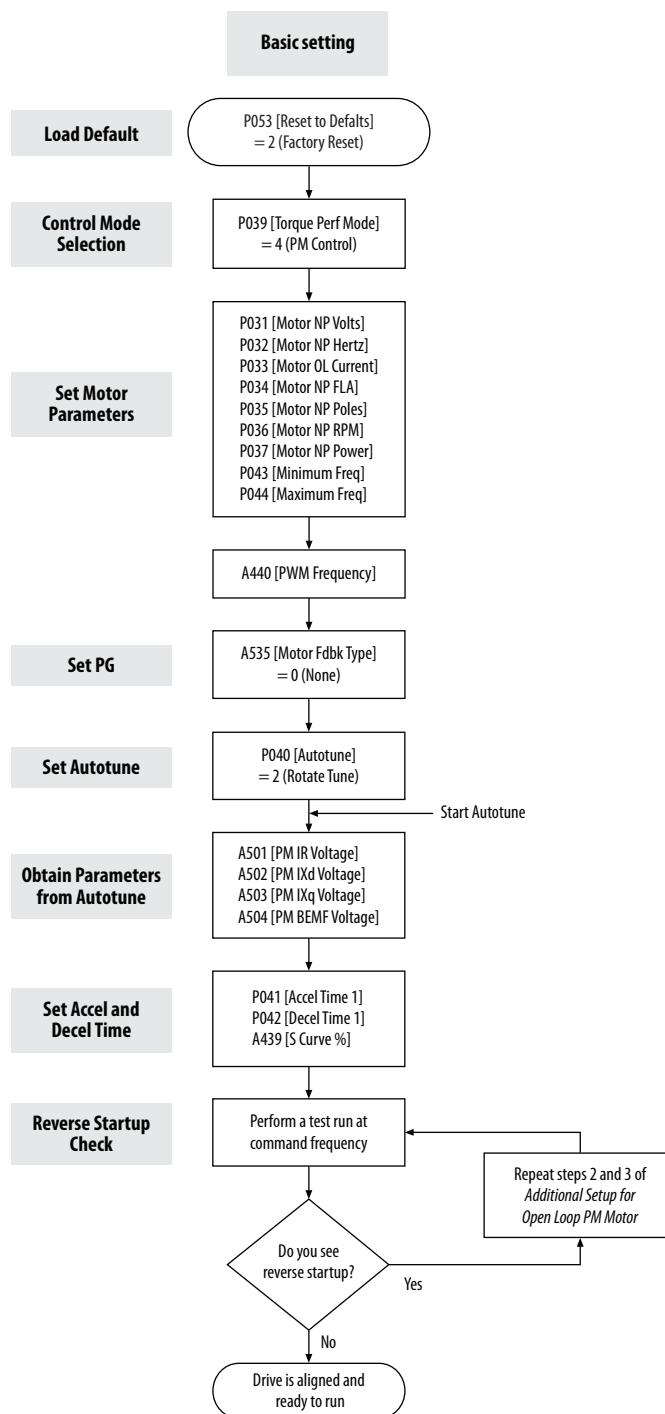 Basic setting
Load Default
P053 [Reset to Defalts]
= 2 (Factory Reset)
Control Mode
Selection
P039 [Torque Perf Mode]
= 4 (PM Control)
Set Motor
Parameters
P031 [Motor NP Volts]
P032 [Motor NP Hertz]
P033 [Motor OL Current]
P034 [Motor NP FLA]
P035 [Motor NP Poles]
P036 [Motor NP RPM]
P037 [Motor NP Power]
P043 [Minimum Freq]
P044 [Maximum Freq]
A440 [PWM Frequency]
Set PG
A535 [Motor Fdbk Type]
= 0 (None)
Set Autotune
P040 [Autotune]
= 2 (Rotate Tune)
Start Autotune
Obtain Parameters
from Autotune
A501 [PM IR Voltage]
A502 [PM IXd Voltage]
A503 [PM IXq Voltage]
A504 [PM BEMF Voltage]
Set Accel and
Decel Time
P041 [Accel Time 1]
P042 [Decel Time 1]
A439 [S Curve %]
Reverse Startup
Check
Perform a test run at
command frequency
Repeat steps 2 and 3 of
Additional Setup for
Open Loop PM Motor
Do you see
reverse startup?
Yes
No
Drive is aligned and
ready to run